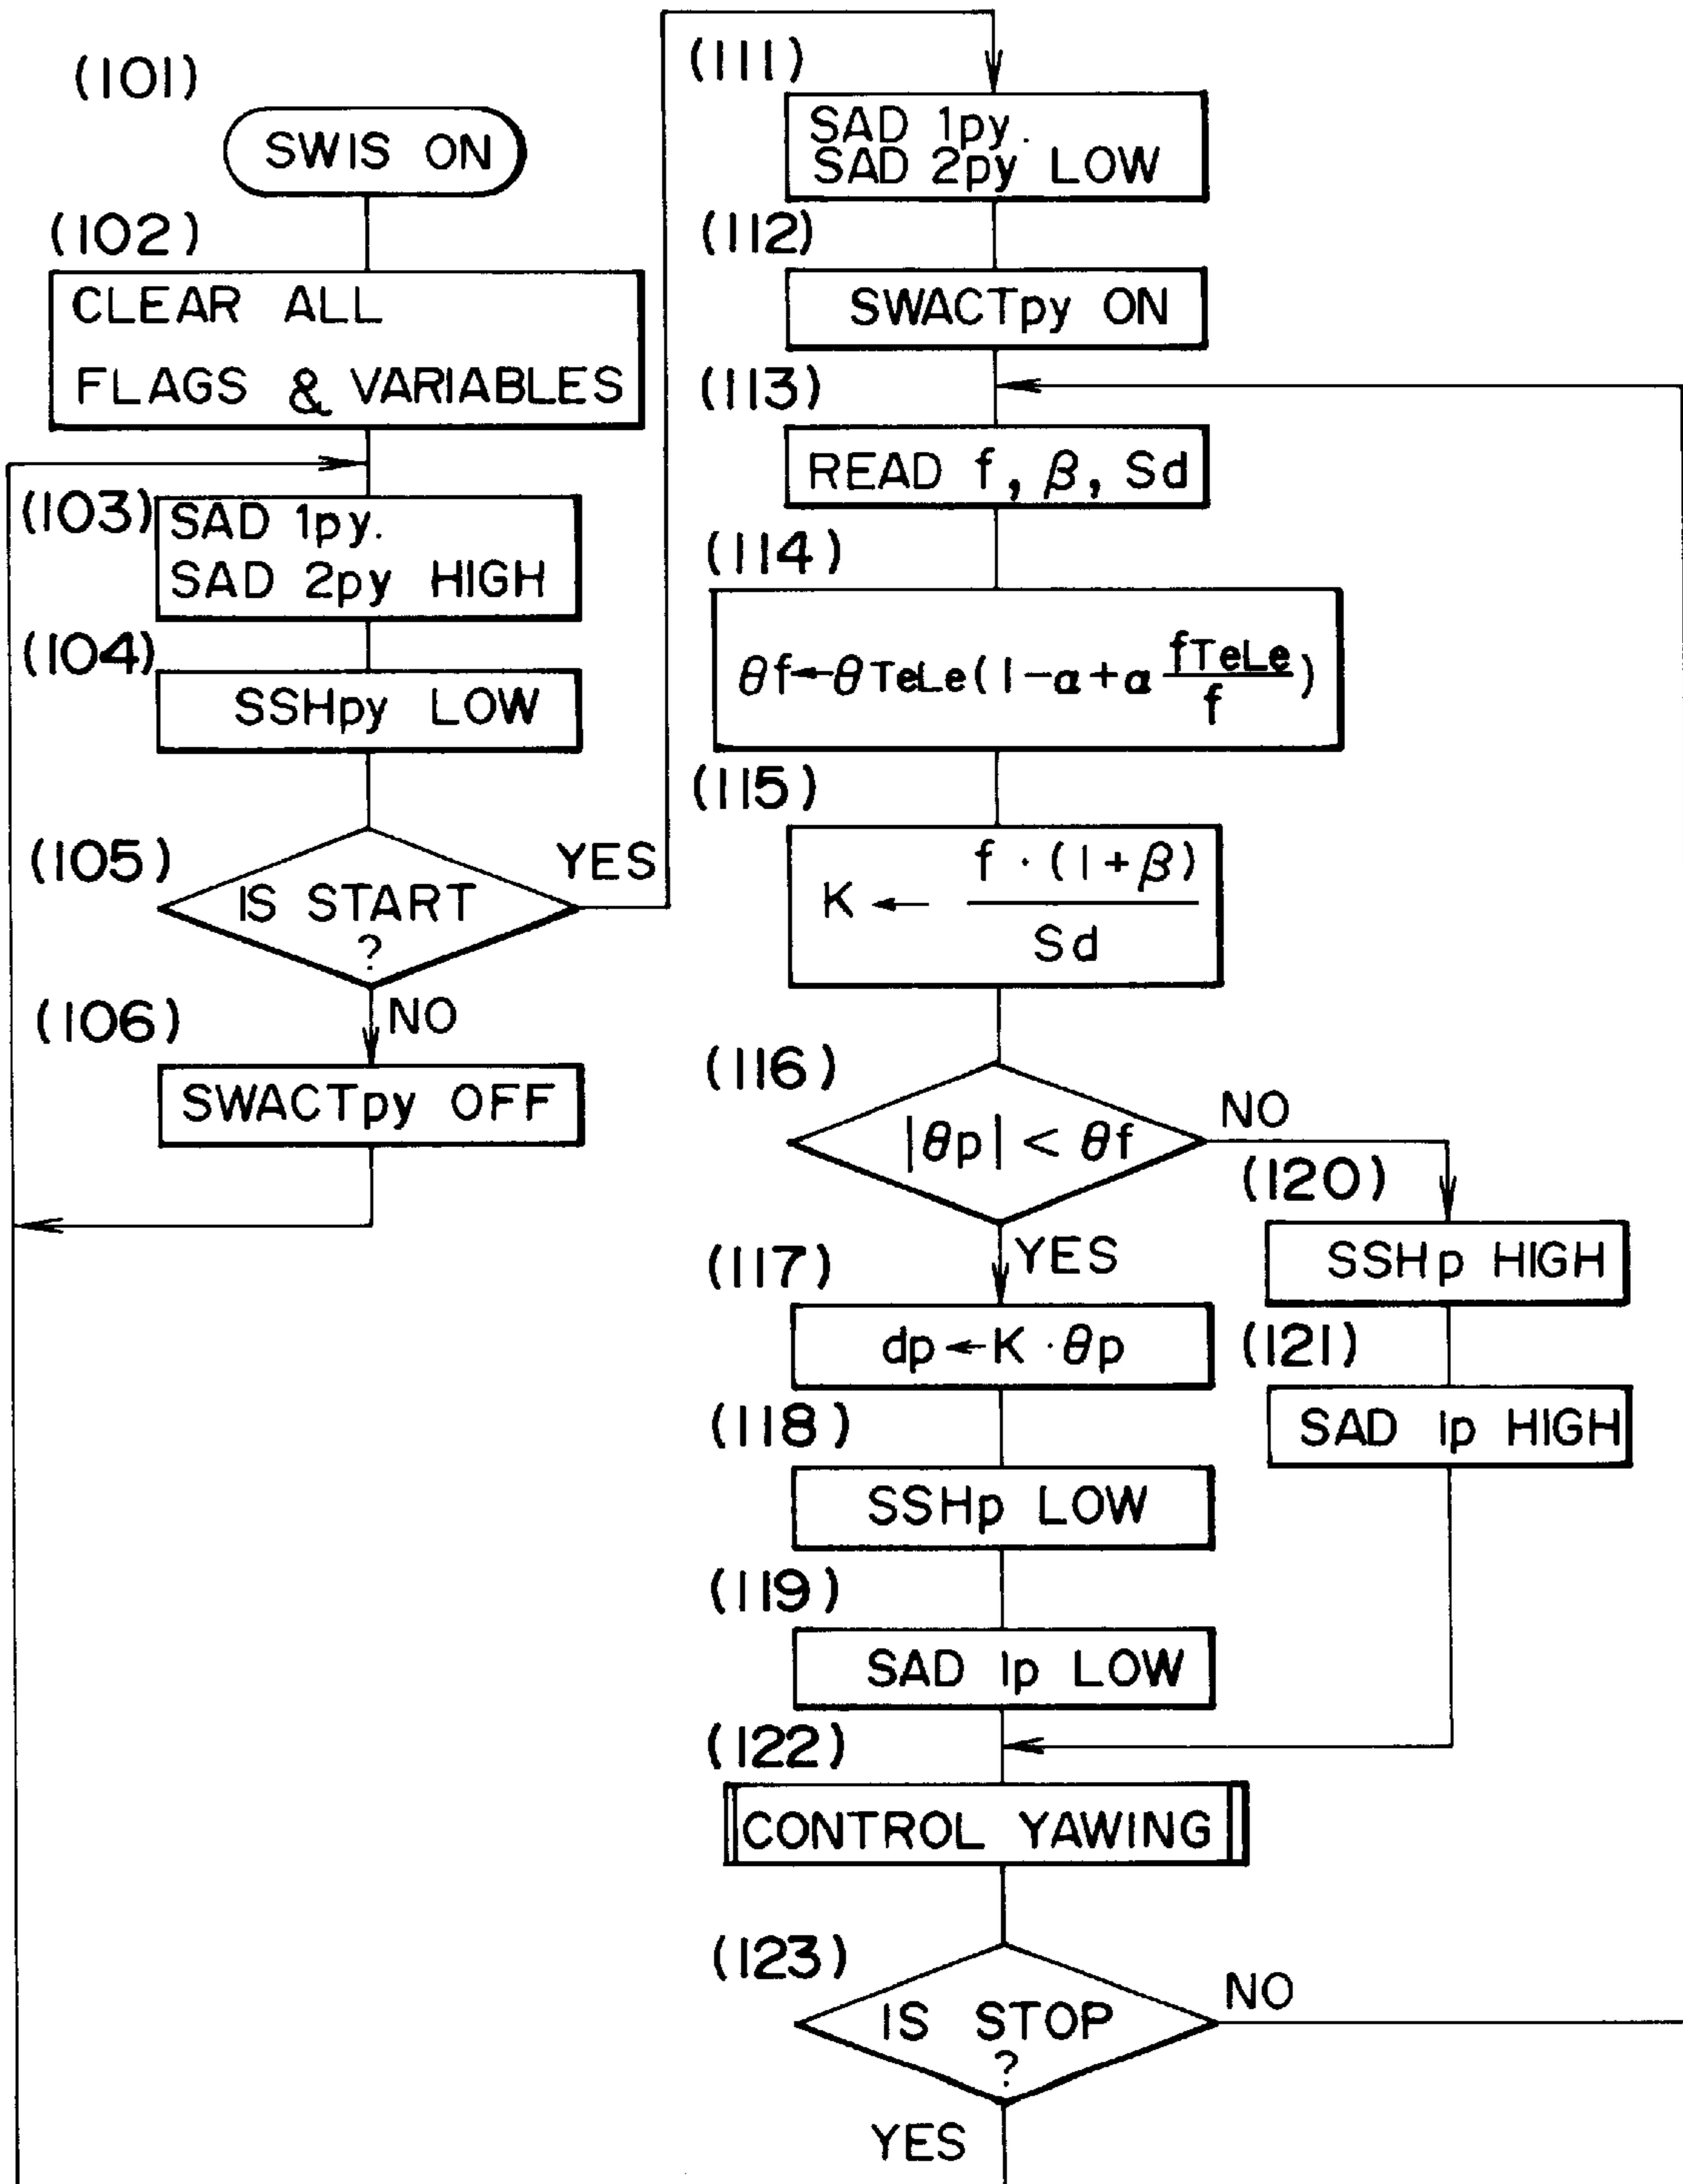 (101)
SWIS ON
(102)
CLEAR ALL
FLAGS & VARIABLES
(103)
SAD 1py.
SAD 2py HIGH
(104)
SSHpy LOW
(105)
IS START
?
YES
NO
(106)
SWACTpy OFF
(111)
SAD 1py.
SAD 2py LOW
(112)
SWACTpy ON
(113)
READ f, β, Sd
(114)
θf←θTeLe(1-α+α fTeLe/f)
(115)
K ← f·(1+β)/Sd
(116)
|θp| < θf
NO
YES
(117)
dp←K·θp
(118)
SSHp LOW
(119)
SAD 1p LOW
(120)
SSHp HIGH
(121)
SAD 1p HIGH
(122)
CONTROL YAWING
(123)
IS STOP
?
NO
YES